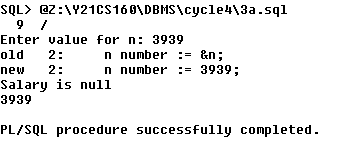 SQL> @Z:\Y21CS160\DBMS\cycle4\3a.sql
9 /
Enter value for n: 3939
old 2: n number := &n;
new 2: n number := 3939;
Salary is null
3939
PL/SQL procedure successfully completed.